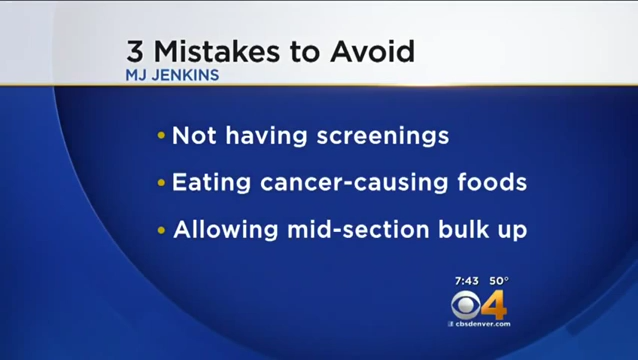 3 Mistakes to Avoid
MJ JENKINS
• Not having screenings
• Eating cancer-causing foods
• Allowing mid-section bulk up
7:43 50°
4
cbsdenver.com